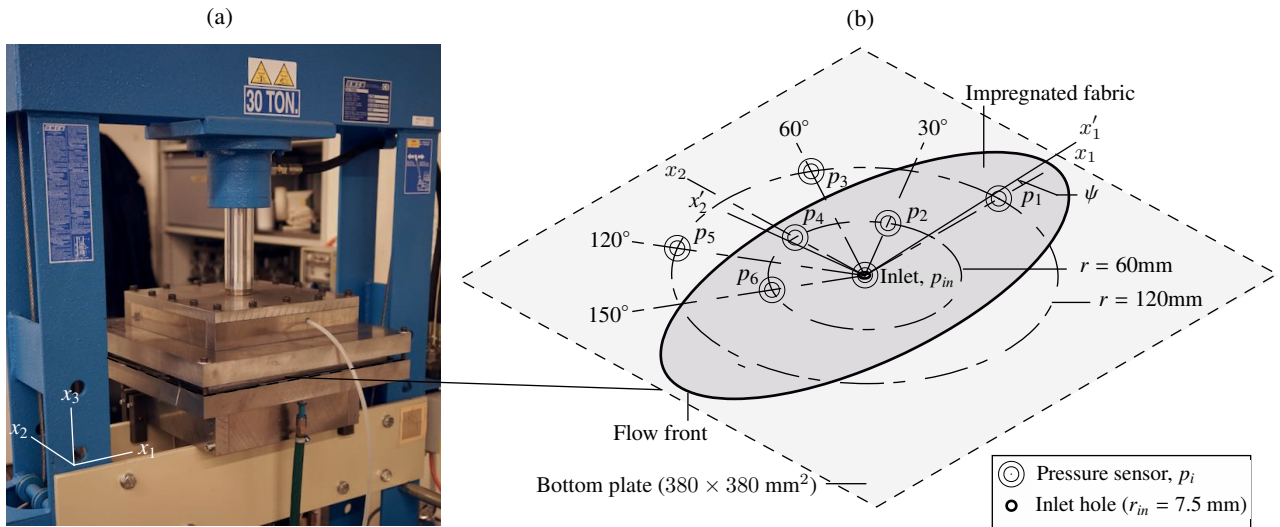 (a)
(b)
30 TON.
x₃
x₂
x₁
Impregnated fabric
x′₁
x₁
60°
30°
x₂
p₃
x′₂
p₄
p₂
p₁
ψ
120°
p₅
Inlet, pᵢₙ
r = 60mm
p₆
r = 120mm
150°
Flow front
Bottom plate (380 × 380 mm²)
Pressure sensor, pᵢ
Inlet hole (rᵢₙ = 7.5 mm)